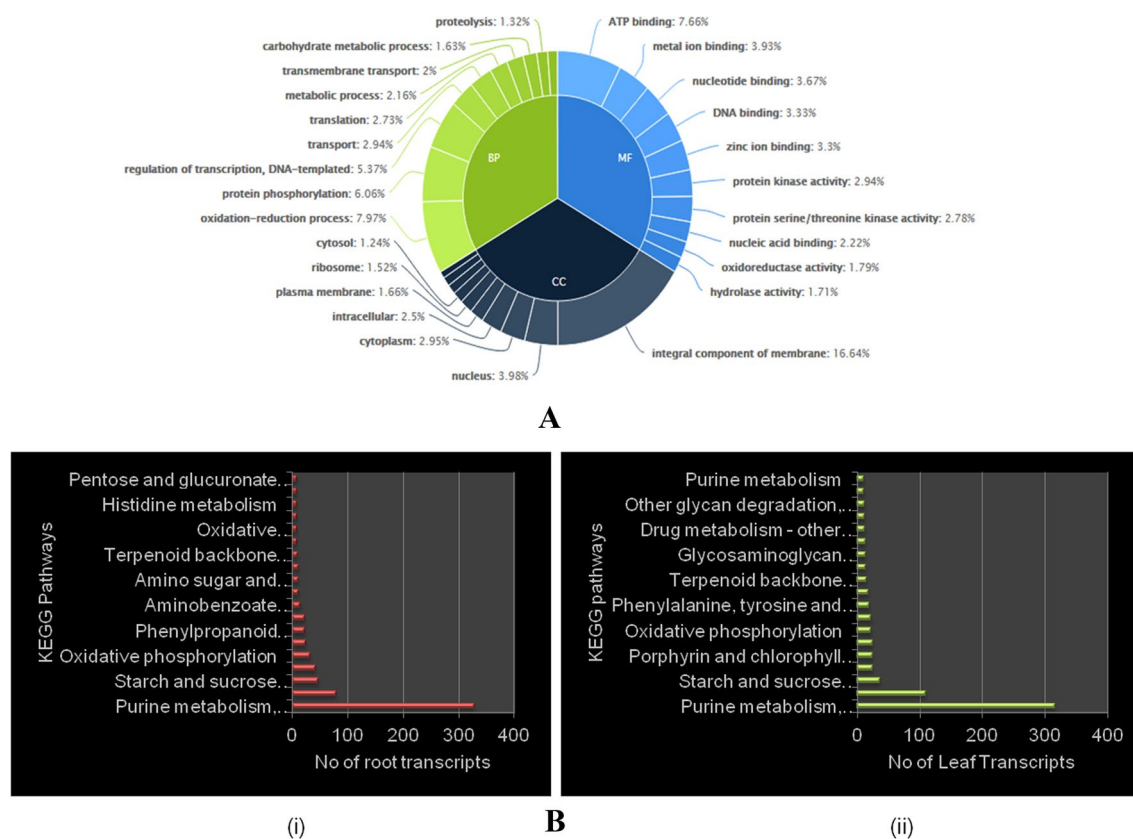 proteolysis: 1.32%
carbohydrate metabolic process: 1.63%
transmembrane transport: 2%
metabolic process: 2.16%
translation: 2.73%
transport: 2.94%
regulation of transcription, DNA-templated: 5.37%
protein phosphorylation: 6.06%
oxidation-reduction process: 7.97%
cytosol: 1.24%
ribosome: 1.52%
plasma membrane: 1.66%
intracellular: 2.5%
cytoplasm: 2.95%
nucleus: 3.98%
BP
MF
CC
ATP binding: 7.66%
metal ion binding: 3.93%
nucleotide binding: 3.67%
DNA binding: 3.33%
zinc ion binding: 3.3%
protein kinase activity: 2.94%
protein serine/threonine kinase activity: 2.78%
nucleic acid binding: 2.22%
oxidoreductase activity: 1.79%
hydrolase activity: 1.71%
integral component of membrane: 16.64%
A
KEGG Pathways
Pentose and glucuronate..
Histidine metabolism
Oxidative..
Terpenoid backbone..
Amino sugar and..
Aminobenzoate..
Phenylpropanoid..
Oxidative phosphorylation
Starch and sucrose..
Purine metabolism,..
0 100 200 300 400
No of root transcripts
(i)
KEGG pathways
Purine metabolism
Other glycan degradation,..
Drug metabolism - other..
Glycosaminoglycan..
Terpenoid backbone..
Phenylalanine, tyrosine and..
Oxidative phosphorylation
Porphyrin and chlorophyll..
Starch and sucrose..
Purine metabolism,..
0 100 200 300 400
No of Leaf Transcripts
(ii)
B